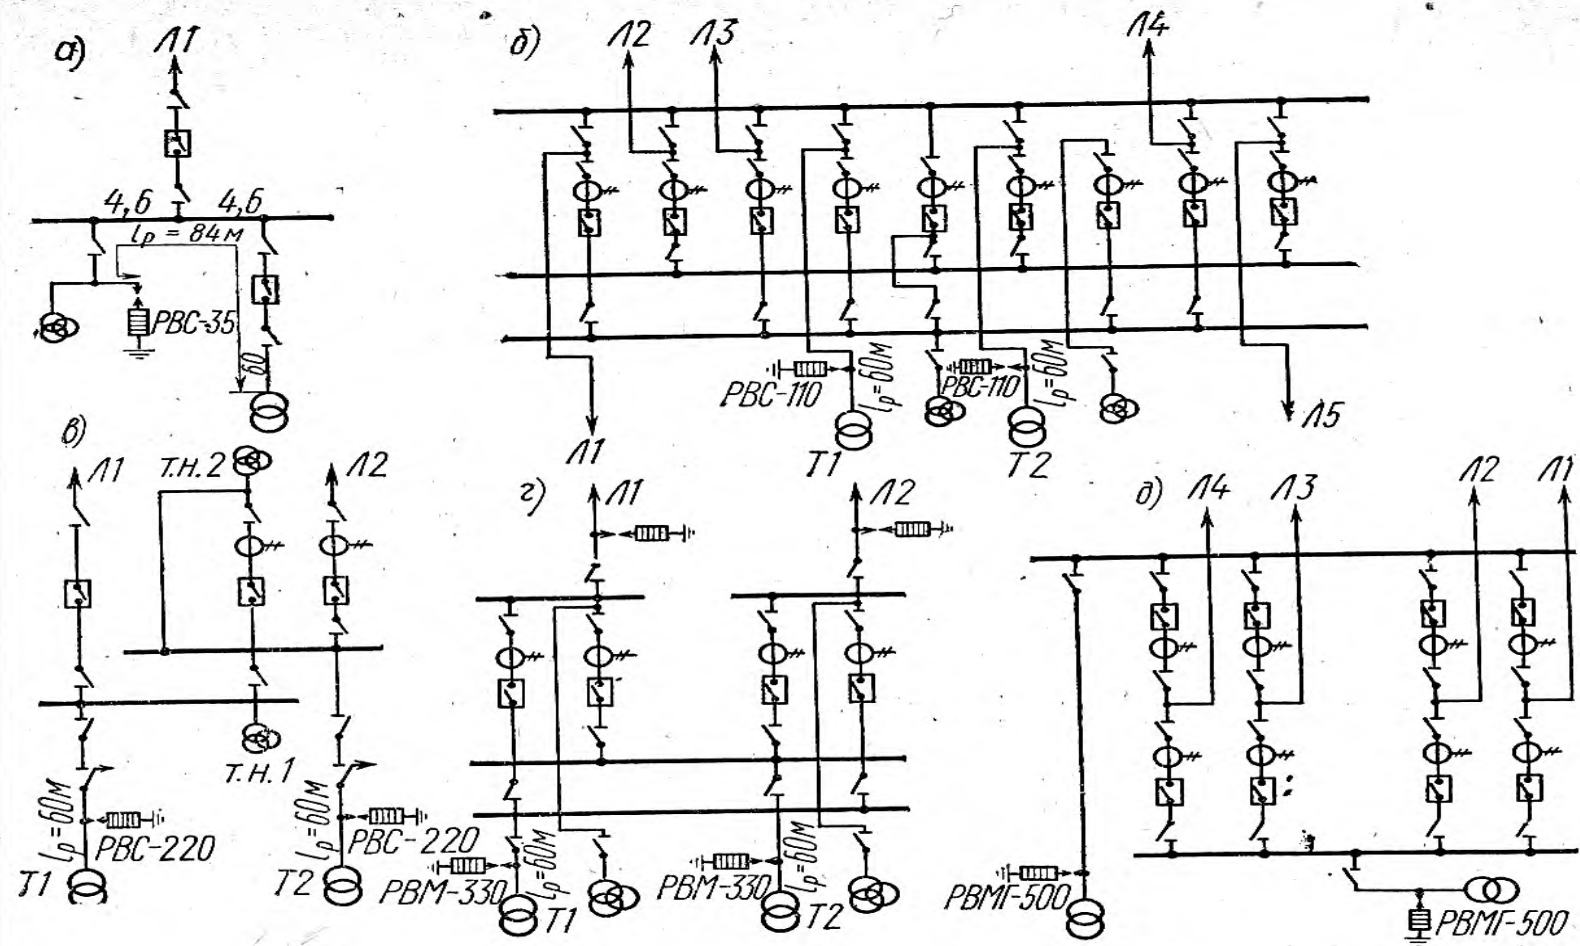 а)
Л1
4,6
4,6
lр = 84 м
РВС-35
60
б)
Л2
Л3
Л4
РВС-110
lр=60м
РВС-110
lр=60м
Л1
Т1
Т2
Л5
в)
Л1
т.н.2
Л2
т.н.1
lр=60м
РВС-220
lр=60м
РВС-220
Т1
Т2
г)
Л1
Л2
РВМ-330
lр=60м
РВМ-330
lр=60м
Т1
Т2
д)
Л4
Л3
Л2
Л1
РВМГ-500
РВМГ-500